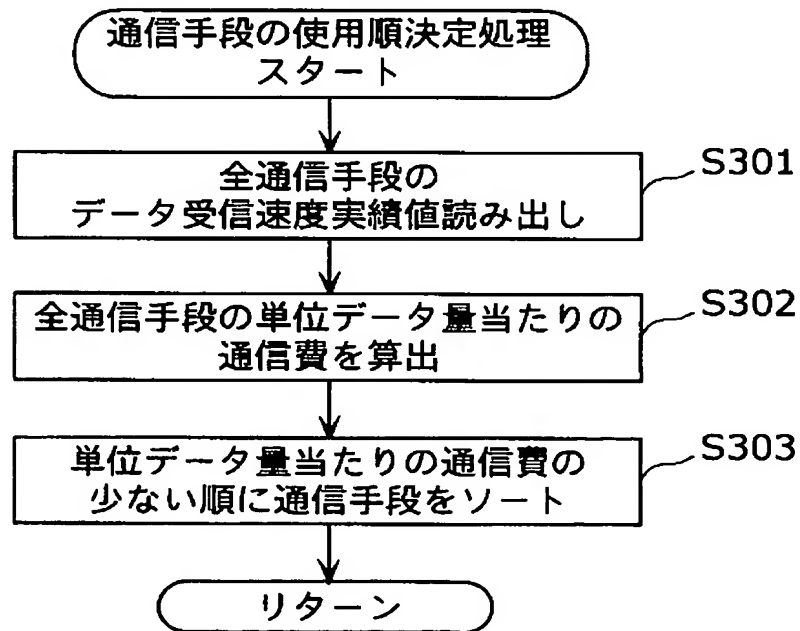 通信手段の使用順決定処理
スタート
全通信手段の
データ受信速度実績値読み出し
S301
全通信手段の単位データ量当たりの
通信費を算出
S302
単位データ量当たりの通信費の
少ない順に通信手段をソート
S303
リターン